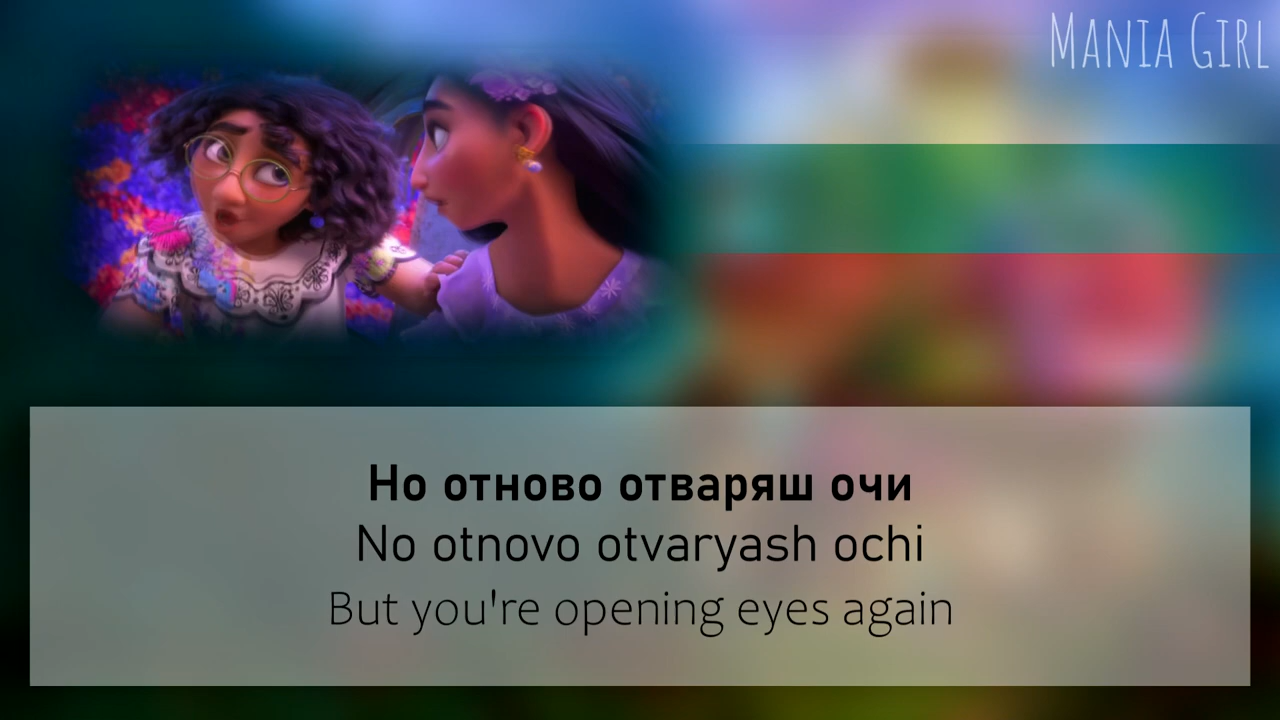 Mania Girl
Но отново отваряш очи
No otnovo otvaryash ochi
But you're opening eyes again